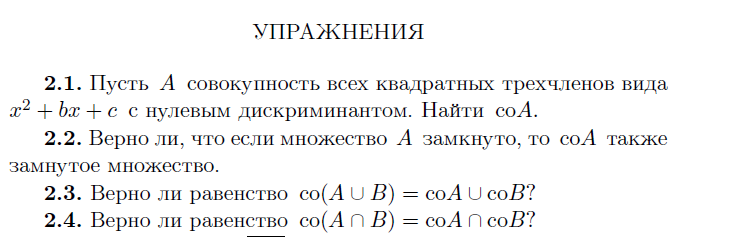 УПРАЖНЕНИЯ
2.1. Пусть A совокупность всех квадратных трехчленов вида
x² + bx + c с нулевым дискриминантом. Найти coA.
2.2. Верно ли, что если множество A замкнуто, то coA также
замнутое множество.
2.3. Верно ли равенство co(A ∪ B) = coA ∪ coB?
2.4. Верно ли равенство co(A ∩ B) = coA ∩ coB?